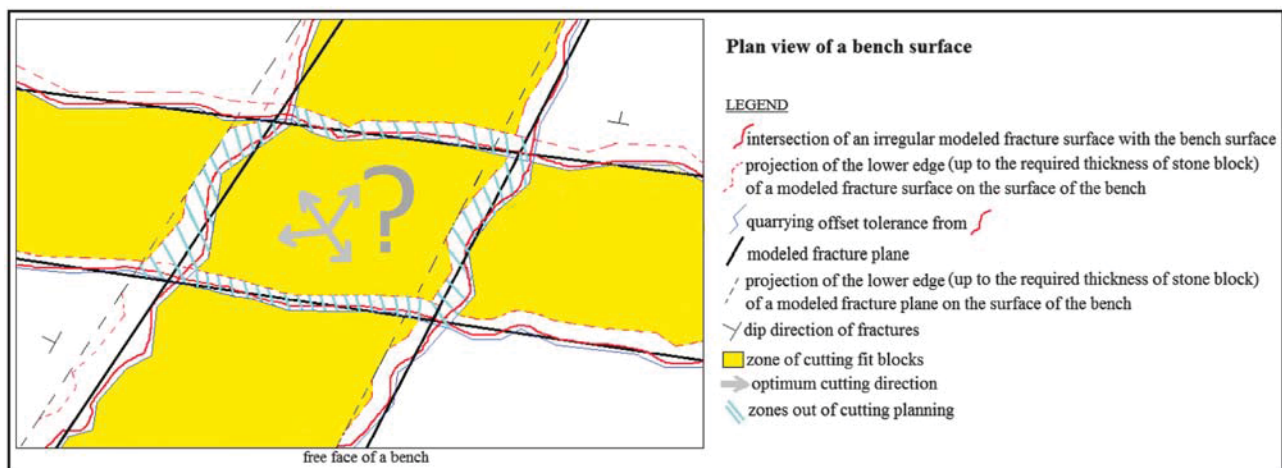 ?
free face of a bench
Plan view of a bench surface
LEGEND
intersection of an irregular modeled fracture surface with the bench surface
projection of the lower edge (up to the required thickness of stone block)
of a modeled fracture surface on the surface of the bench
quarrying offset tolerance from
modeled fracture plane
projection of the lower edge (up to the required thickness of stone block)
of a modeled fracture plane on the surface of the bench
dip direction of fractures
zone of cutting fit blocks
optimum cutting direction
zones out of cutting planning